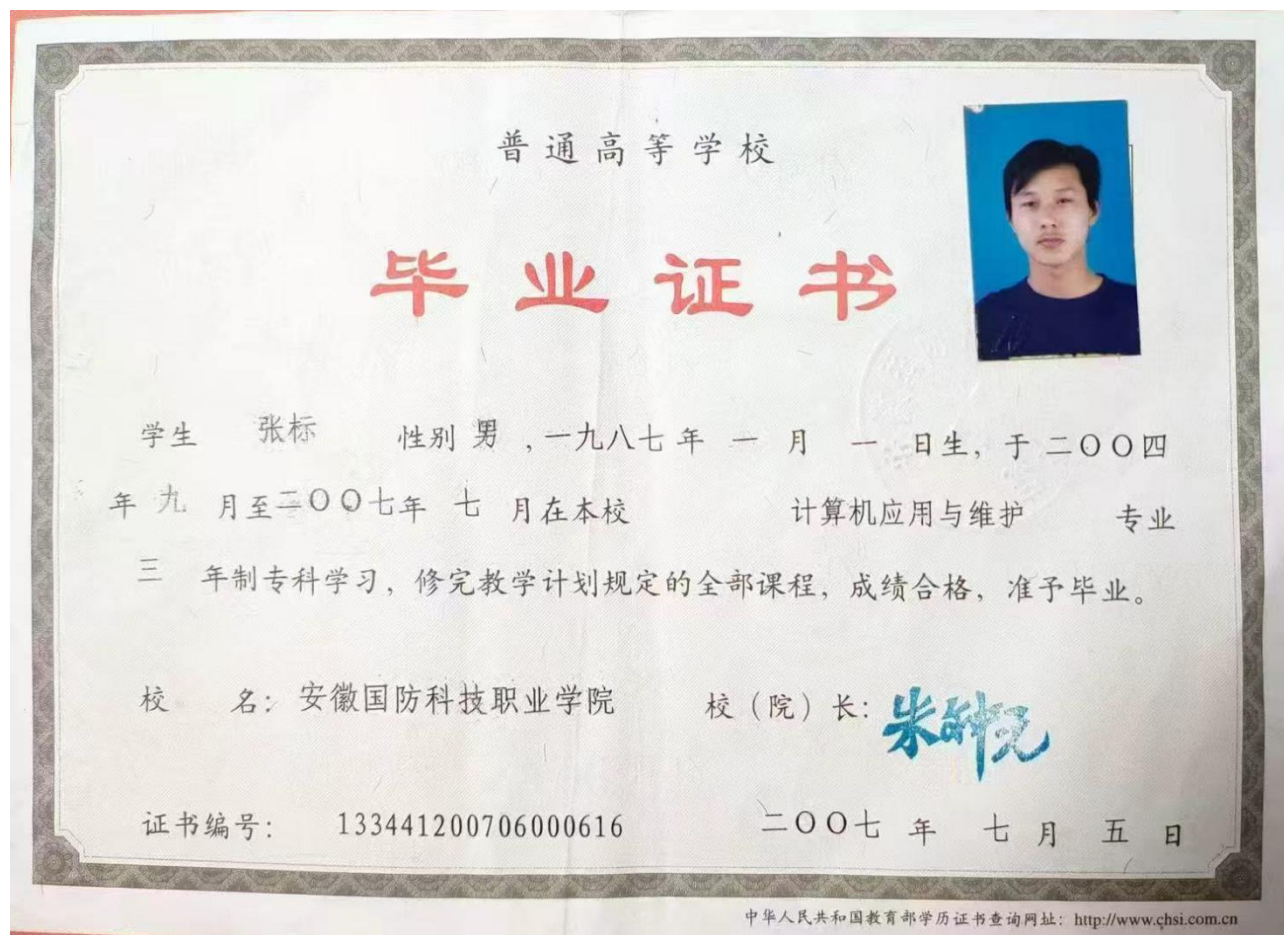 普通高等学校
毕业证书
学生 张标 性别 男 ,一九八七年 一 月 一 日生, 于 二〇〇四
年 九 月至二〇〇七年 七 月在本校 计算机应用与维护 专业
三 年制专科学习, 修完教学计划规定的全部课程, 成绩合格, 准予毕业。
校 名: 安徽国防科技职业学院 校 (院) 长:
证书编号: 133441200706000616 二〇〇七 年 七 月 五 日
中华人民共和国教育部学历证书查询网址: http://www.chsi.com.cn